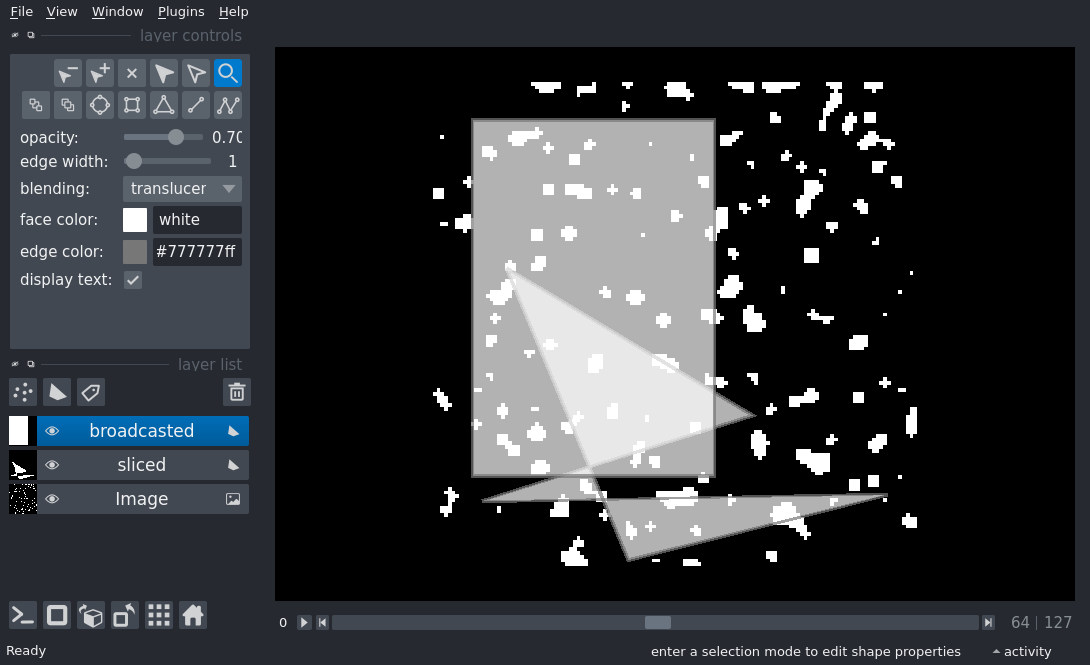 File View Window Plugins Help
layer controls
opacity: 0.70
edge width: 1
blending: translucer
face color: white
edge color: #777777ff
display text:
layer list
broadcasted
sliced
Image
0 64 127
Ready enter a selection mode to edit shape properties activity